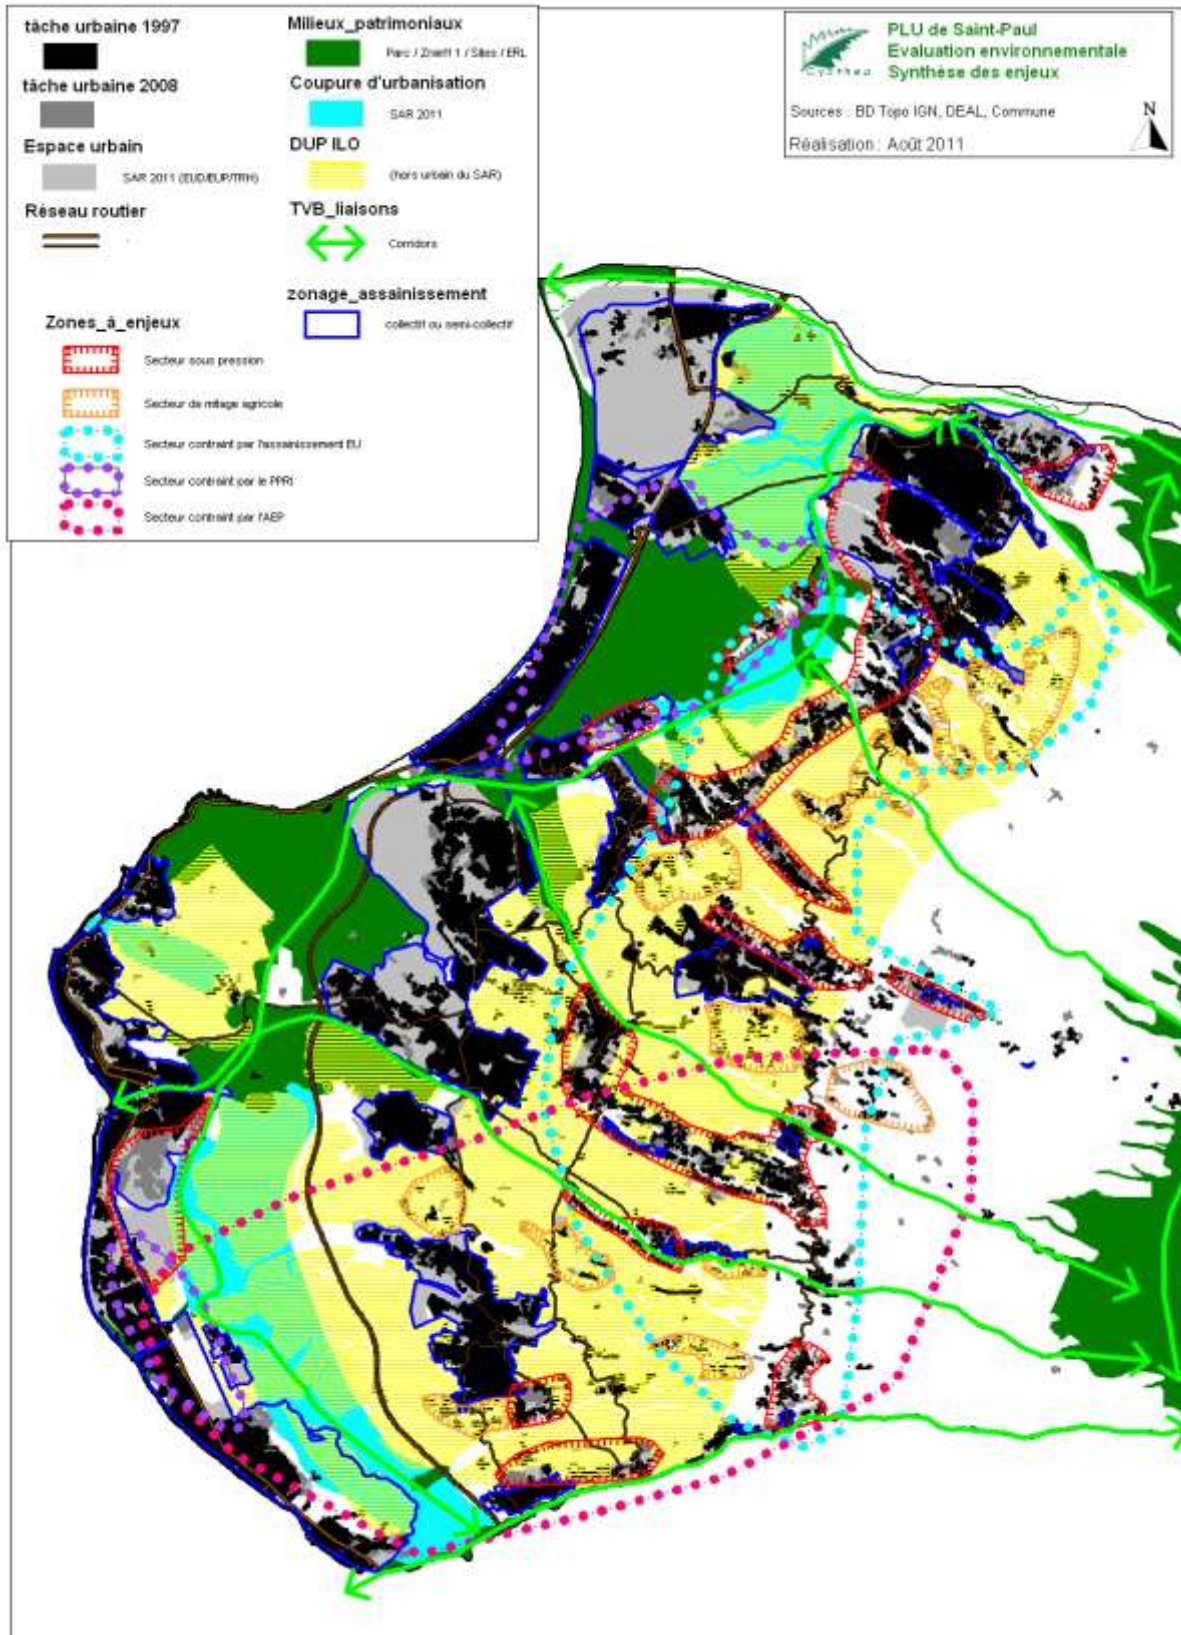 tâche urbaine 1997
tâche urbaine 2008
Espace urbain
SAR 2011 (EUD/EUP/TRH)
Réseau routier
Milieux_patrimoniaux
Parc / Znieff 1 / Sites / ERL
Coupure d'urbanisation
SAR 2011
DUP ILO
(hors urbain du SAR)
TVB_liaisons
Corridors
zonage_assainissement
collectif ou semi-collectif
Zones_à_enjeux
Secteur sous pression
Secteur de mitage agricole
Secteur contraint par l'assainissement EU
Secteur contraint par le PPRI
Secteur contraint par l'AEP
Cyathea
PLU de Saint-Paul
Evaluation environnementale
Synthèse des enjeux
Sources : BD Topo IGN, DEAL, Commune
Réalisation : Août 2011
N